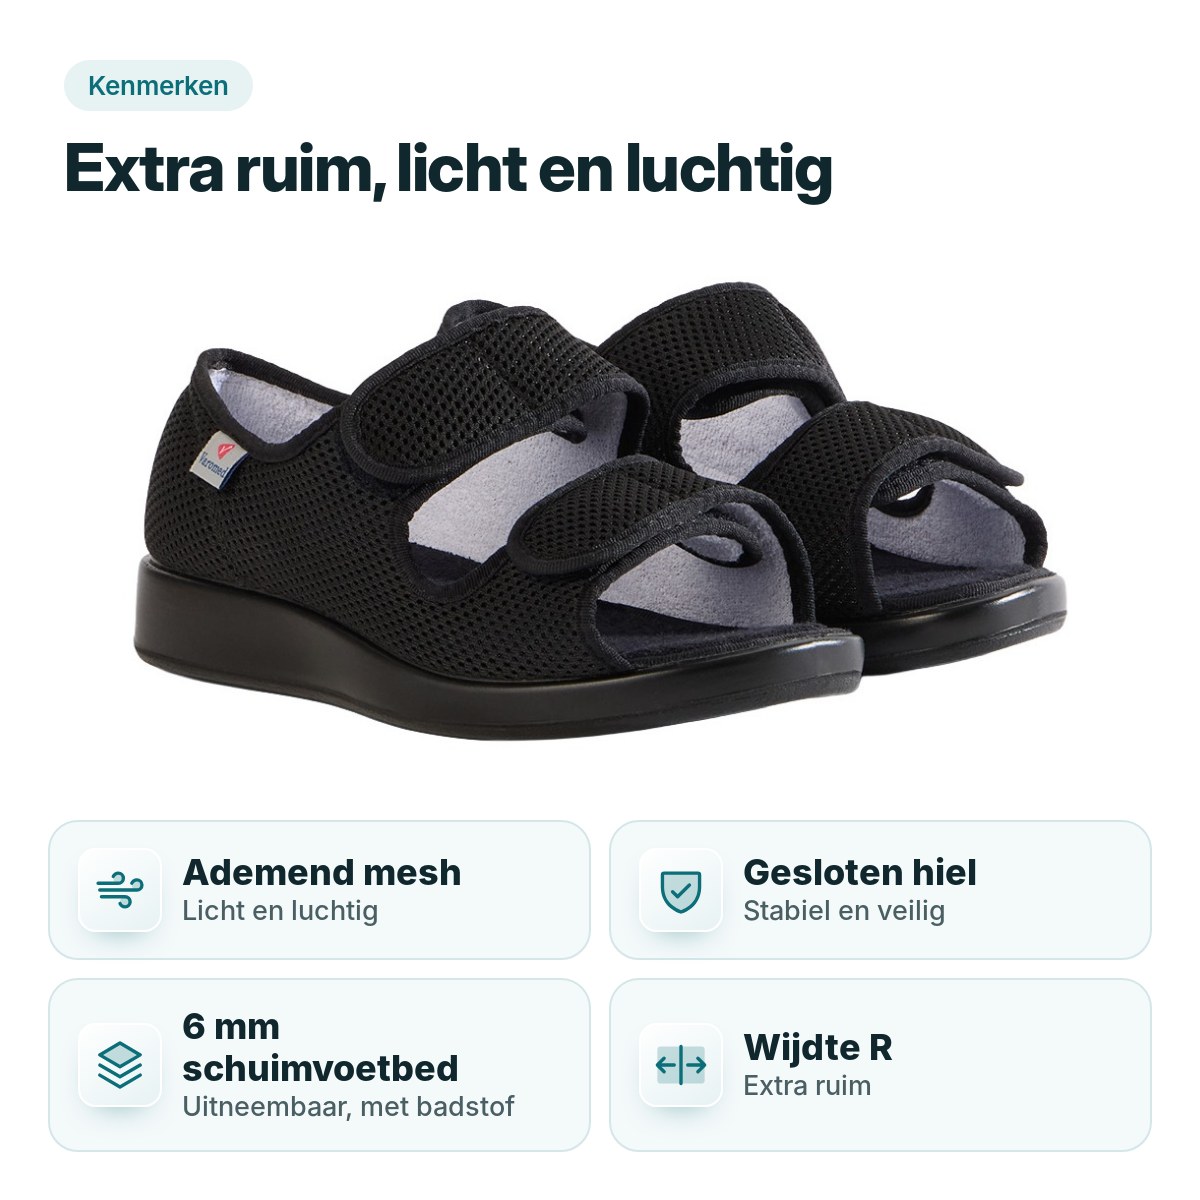 Kenmerken
Extra ruim, licht en luchtig
Varomed
Ademend mesh
Licht en luchtig
Gesloten hiel
Stabiel en veilig
6 mm
schuimvoetbed
Uitneembaar, met badstof
Wijdte R
Extra ruim